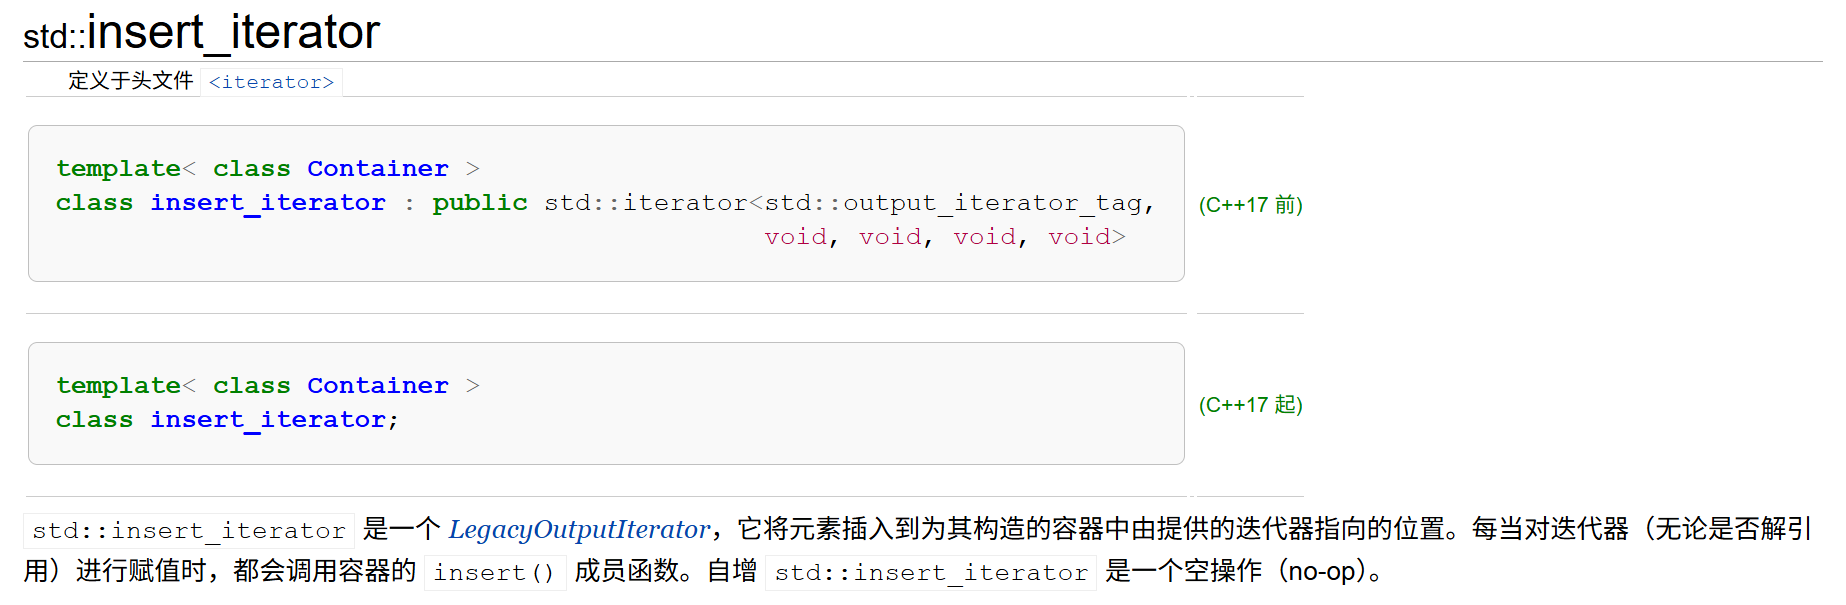 std::insert_iterator
定义于头文件 <iterator>
template< class Container >
class insert_iterator : public std::iterator<std::output_iterator_tag,
void, void, void, void>
(C++17 前)
template< class Container >
class insert_iterator;
(C++17 起)
std::insert_iterator 是一个 LegacyOutputIterator，它将元素插入到为其构造的容器中由提供的迭代器指向的位置。每当对迭代器（无论是否解引
用）进行赋值时，都会调用容器的 insert() 成员函数。自增 std::insert_iterator 是一个空操作（no-op）。